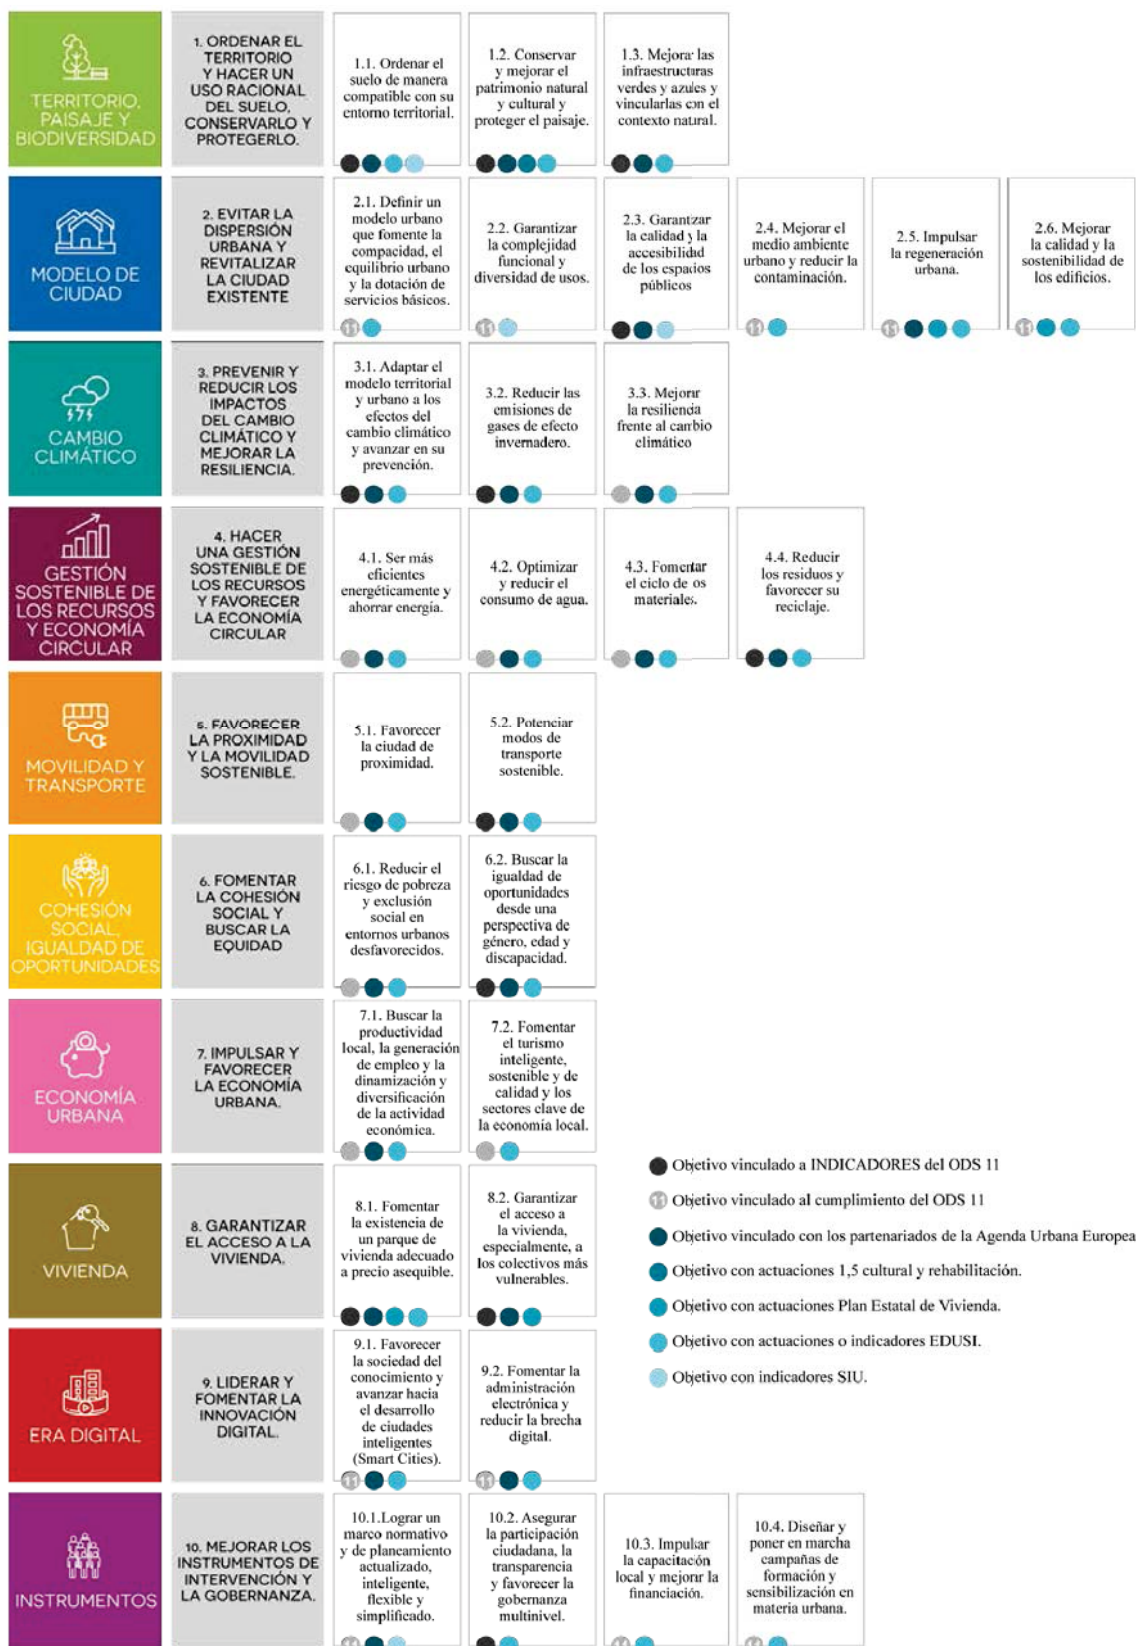 TERRITORIO,
PAISAJE Y
BIODIVERSIDAD
1. ORDENAR EL
TERRITORIO
Y HACER UN
USO RACIONAL
DEL SUELO,
CONSERVARLO Y
PROTEGERLO.
1.1. Ordenar el
suelo de manera
compatible con su
entorno territorial.
1.2. Conservar
y mejorar el
patrimonio natural
y cultural y
proteger el paisaje.
1.3. Mejorar las
infraestructuras
verdes y azules y
vincularlas con el
contexto natural.
MODELO DE
CIUDAD
2. EVITAR LA
DISPERSIÓN
URBANA Y
REVITALIZAR
LA CIUDAD
EXISTENTE
2.1. Definir un
modelo urbano
que fomente la
compacidad, el
equilibrio urbano
y la dotación de
servicios básicos.
11
2.2. Garantizar
la complejidad
funcional y
diversidad de usos.
11
2.3. Garantizar
la calidad y la
accesibilidad
de los espacios
públicos
2.4. Mejorar el
medio ambiente
urbano y reducir la
contaminación.
11
2.5. Impulsar
la regeneración
urbana.
11
2.6. Mejorar
la calidad y la
sostenibilidad de
los edificios.
11
CAMBIO
CLIMÁTICO
3. PREVENIR Y
REDUCIR LOS
IMPACTOS
DEL CAMBIO
CLIMÁTICO Y
MEJORAR LA
RESILIENCIA.
3.1. Adaptar el
modelo territorial
y urbano a los
efectos del
cambio climático
y avanzar en su
prevención.
3.2. Reducir las
emisiones de
gases de efecto
invernadero.
3.3. Mejorar
la resiliencia
frente al cambio
climático
GESTIÓN
SOSTENIBLE DE
LOS RECURSOS
Y ECONOMÍA
CIRCULAR
4. HACER
UNA GESTIÓN
SOSTENIBLE DE
LOS RECURSOS
Y FAVORECER
LA ECONOMÍA
CIRCULAR
4.1. Ser más
eficientes
energéticamente y
ahorrar energía.
4.2. Optimizar
y reducir el
consumo de agua.
4.3. Fomentar
el ciclo de os
materiales.
4.4. Reducir
los residuos y
favorecer su
reciclaje.
MOVILIDAD Y
TRANSPORTE
5. FAVORECER
LA PROXIMIDAD
Y LA MOVILIDAD
SOSTENIBLE.
5.1. Favorecer
la ciudad de
proximidad.
5.2. Potenciar
modos de
transporte
sostenible.
COHESIÓN
SOCIAL,
IGUALDAD DE
OPORTUNIDADES
6. FOMENTAR
LA COHESIÓN
SOCIAL Y
BUSCAR LA
EQUIDAD
6.1. Reducir el
riesgo de pobreza
y exclusión
social en
entornos urbanos
desfavorecidos.
6.2. Buscar la
igualdad de
oportunidades
desde una
perspectiva de
género, edad y
discapacidad.
ECONOMÍA
URBANA
7. IMPULSAR Y
FAVORECER
LA ECONOMÍA
URBANA.
7.1. Buscar la
productividad
local, la generación
de empleo y la
dinamización y
diversificación
de la actividad
económica.
7.2. Fomentar
el turismo
inteligente,
sostenible y de
calidad y los
sectores clave de
la economía local.
VIVIENDA
8. GARANTIZAR
EL ACCESO A LA
VIVIENDA.
8.1. Fomentar
la existencia de
un parque de
vivienda adecuado
a precio asequible.
8.2. Garantizar
el acceso a
la vivienda,
especialmente, a
los colectivos más
vulnerables.
Objetivo vinculado a INDICADORES del ODS 11
11 Objetivo vinculado al cumplimiento del ODS 11
Objetivo vinculado con los partenariados de la Agenda Urbana Europea
Objetivo con actuaciones 1,5 cultural y rehabilitación.
Objetivo con actuaciones Plan Estatal de Vivienda.
Objetivo con actuaciones o indicadores EDUSI.
Objetivo con indicadores SIU.
ERA DIGITAL
9. LIDERAR Y
FOMENTAR LA
INNOVACIÓN
DIGITAL.
9.1. Favorecer
la sociedad del
conocimiento y
avanzar hacia
el desarrollo
de ciudades
inteligentes
(Smart Cities).
11
9.2. Fomentar la
administración
electrónica y
reducir la brecha
digital.
11
INSTRUMENTOS
10. MEJORAR LOS
INSTRUMENTOS DE
INTERVENCIÓN Y
LA GOBERNANZA.
10.1.Lograr un
marco normativo
y de planeamiento
actualizado,
inteligente,
flexible y
simplificado.
11
10.2. Asegurar
la participación
ciudadana, la
transparencia
y favorecer la
gobernanza
multinivel.
10.3. Impulsar
la capacitación
local y mejorar la
financiación.
11
10.4. Diseñar y
poner en marcha
campañas de
formación y
sensibilización en
materia urbana.
11